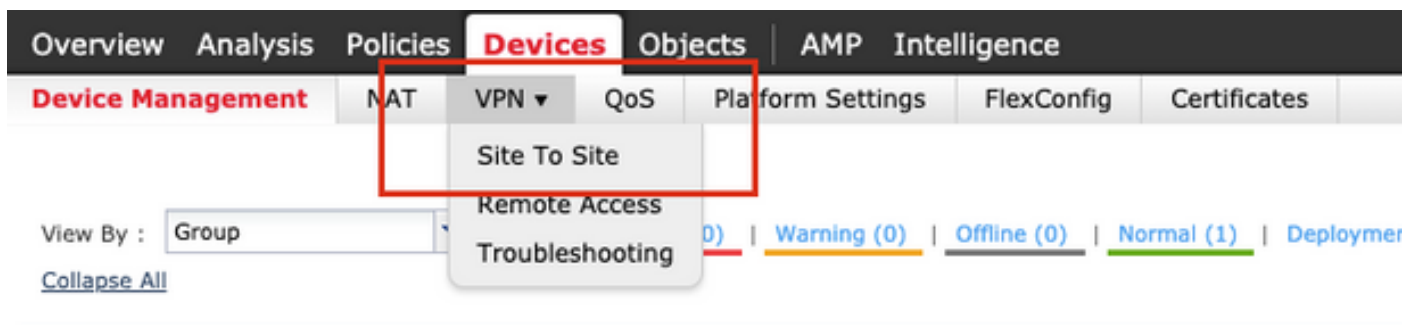 Overview Analysis Policies Devices Objects AMP Intelligence
Device Management NAT VPN ▾ QoS Platform Settings FlexConfig Certificates
Site To Site
Remote Access
View By : Group 0) | Warning (0) | Offline (0) | Normal (1) | Deploymen
Troubleshooting
Collapse All